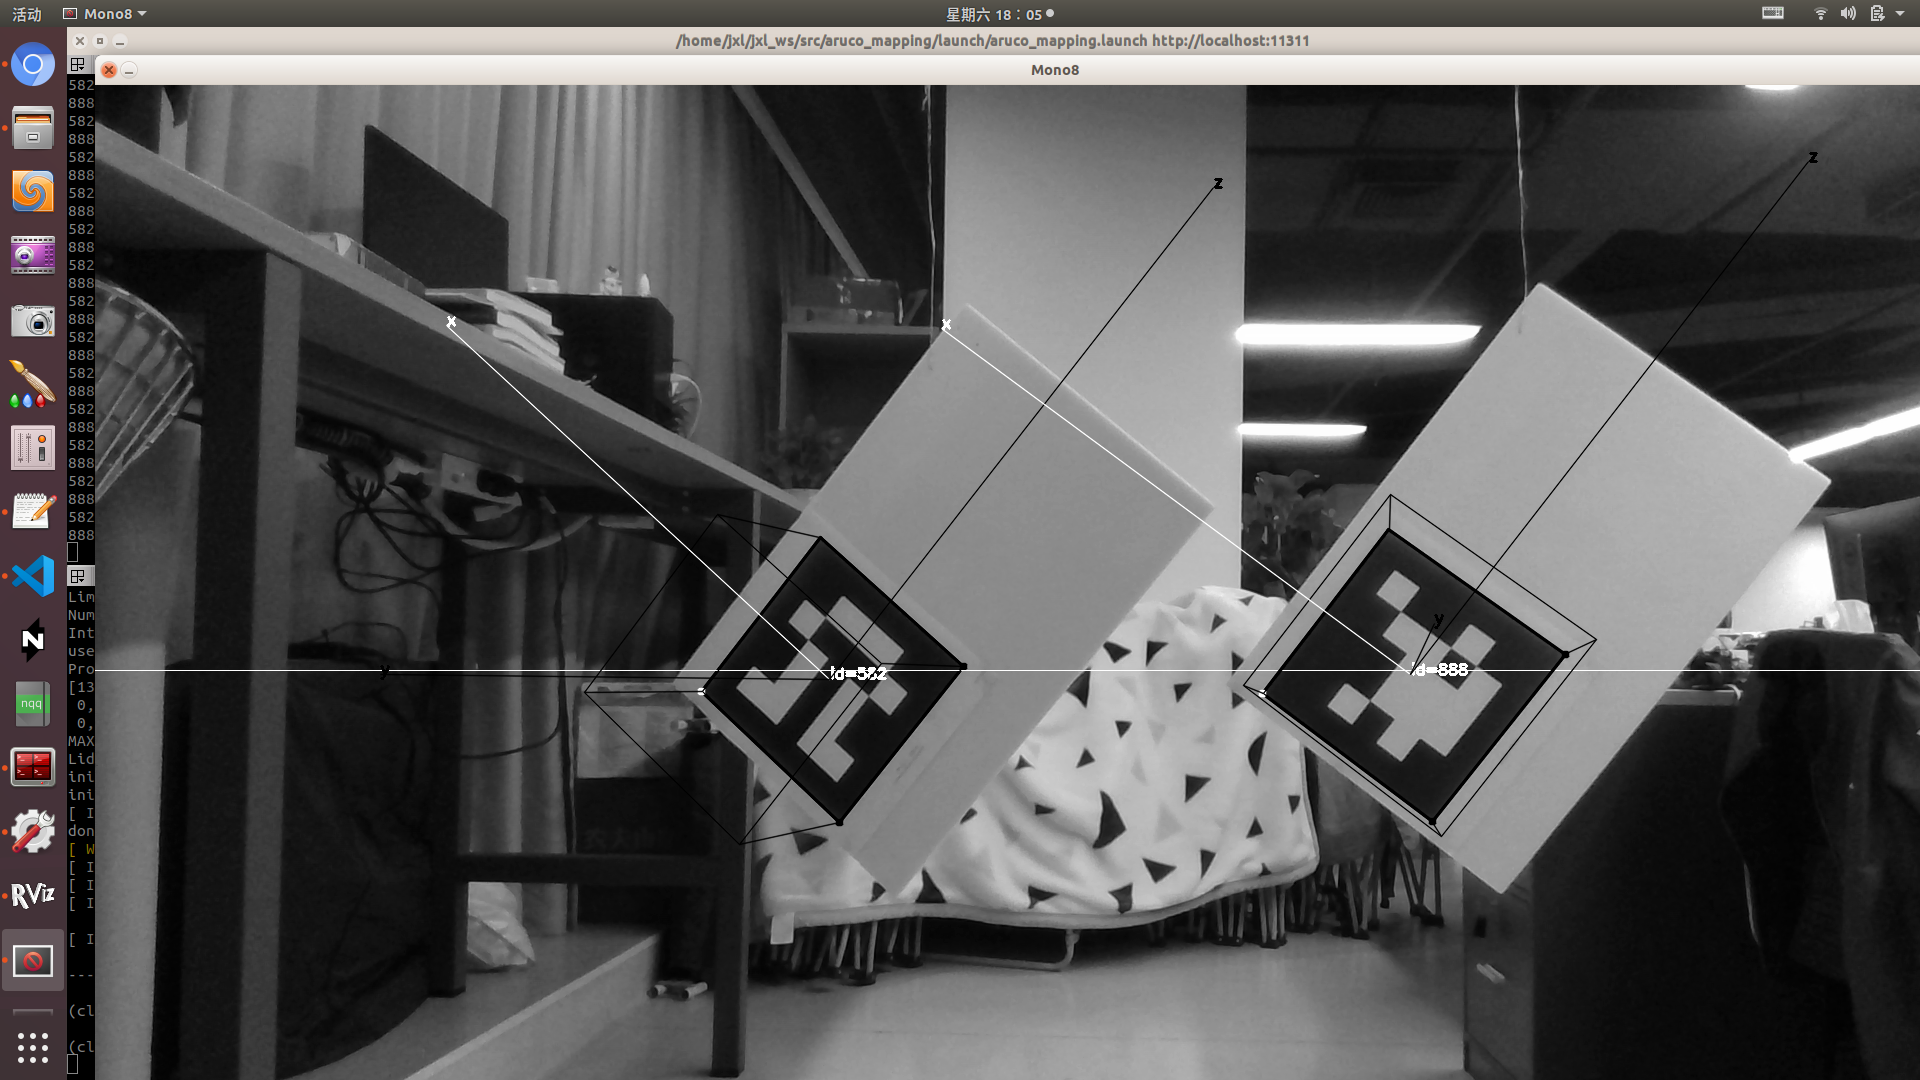 活动
Mono8
星期六 18：05
/home/jxl/jxl_ws/src/aruco_mapping/launch/aruco_mapping.launch http://localhost:11311
Mono8
582
888
582
888
582
888
582
888
582
888
582
888
582
888
582
888
582
888
582
888
582
888
582
888
582
888
z
z
x
x
y
id=582
y
id=888
Lim
Num
Int
use
Pro
[13
0,
0,
MAX
Lid
ini
ini
[ I
don
[ W
[ I
[ I
[ I
[ I
---
(cl
(cl
N
nqq
RViz